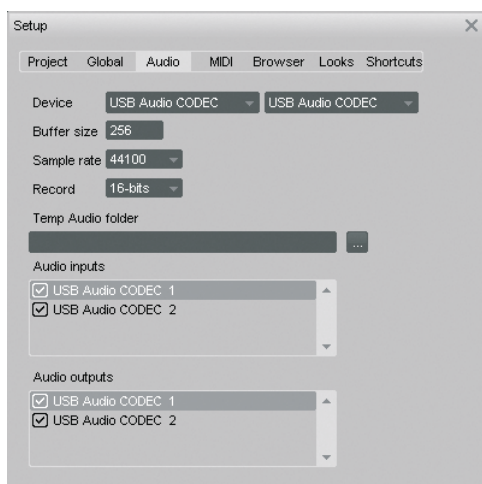 Setup
Project Global Audio MIDI Browser Looks Shortcuts
Device USB Audio CODEC USB Audio CODEC
Buffer size 256
Sample rate 44100
Record 16-bits
Temp Audio folder
...
Audio inputs
USB Audio CODEC 1
USB Audio CODEC 2
Audio outputs
USB Audio CODEC 1
USB Audio CODEC 2